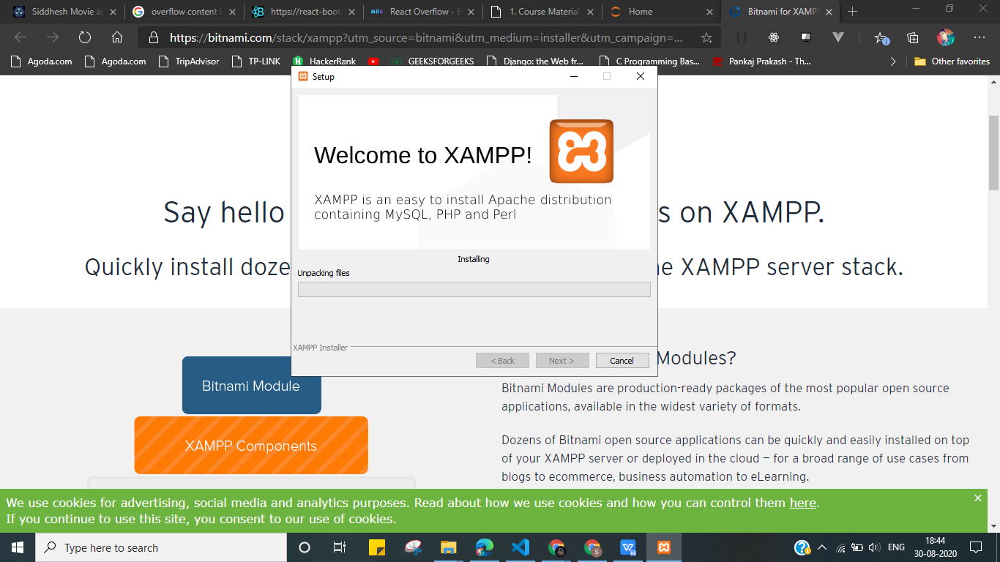 Siddhesh Movie a
overflow content
https://react-boot
React Overflow - B
1. Course Material
Home
Bitnami for XAMP
https://bitnami.com/stack/xampp?utm_source=bitnami&utm_medium=installer&utm_campaign=...
Agoda.com
Agoda.com
TripAdvisor
TP-LINK
HackerRank
GEEKSFORGEEKS
Django: the Web fr...
C Programming Bas...
Pankaj Prakash - Th...
Other favorites
Setup
Welcome to XAMPP!
XAMPP is an easy to install Apache distribution
containing MySQL, PHP and Perl
Installing
Unpacking files
XAMPP Installer
< Back
Next >
Cancel
Say hello
s on XAMPP.
Quickly install doze
e XAMPP server stack.
Bitnami Module
XAMPP Components
Modules?
Bitnami Modules are production-ready packages of the most popular open source
applications, available in the widest variety of formats.
Dozens of Bitnami open source applications can be quickly and easily installed on top
of your XAMPP server or deployed in the cloud – for a broad range of use cases from
blogs to ecommerce, business automation to eLearning.
We use cookies for advertising, social media and analytics purposes. Read about how we use cookies and how you can control them here.
If you continue to use this site, you consent to our use of cookies.
Type here to search
ENG
18:44
30-08-2020